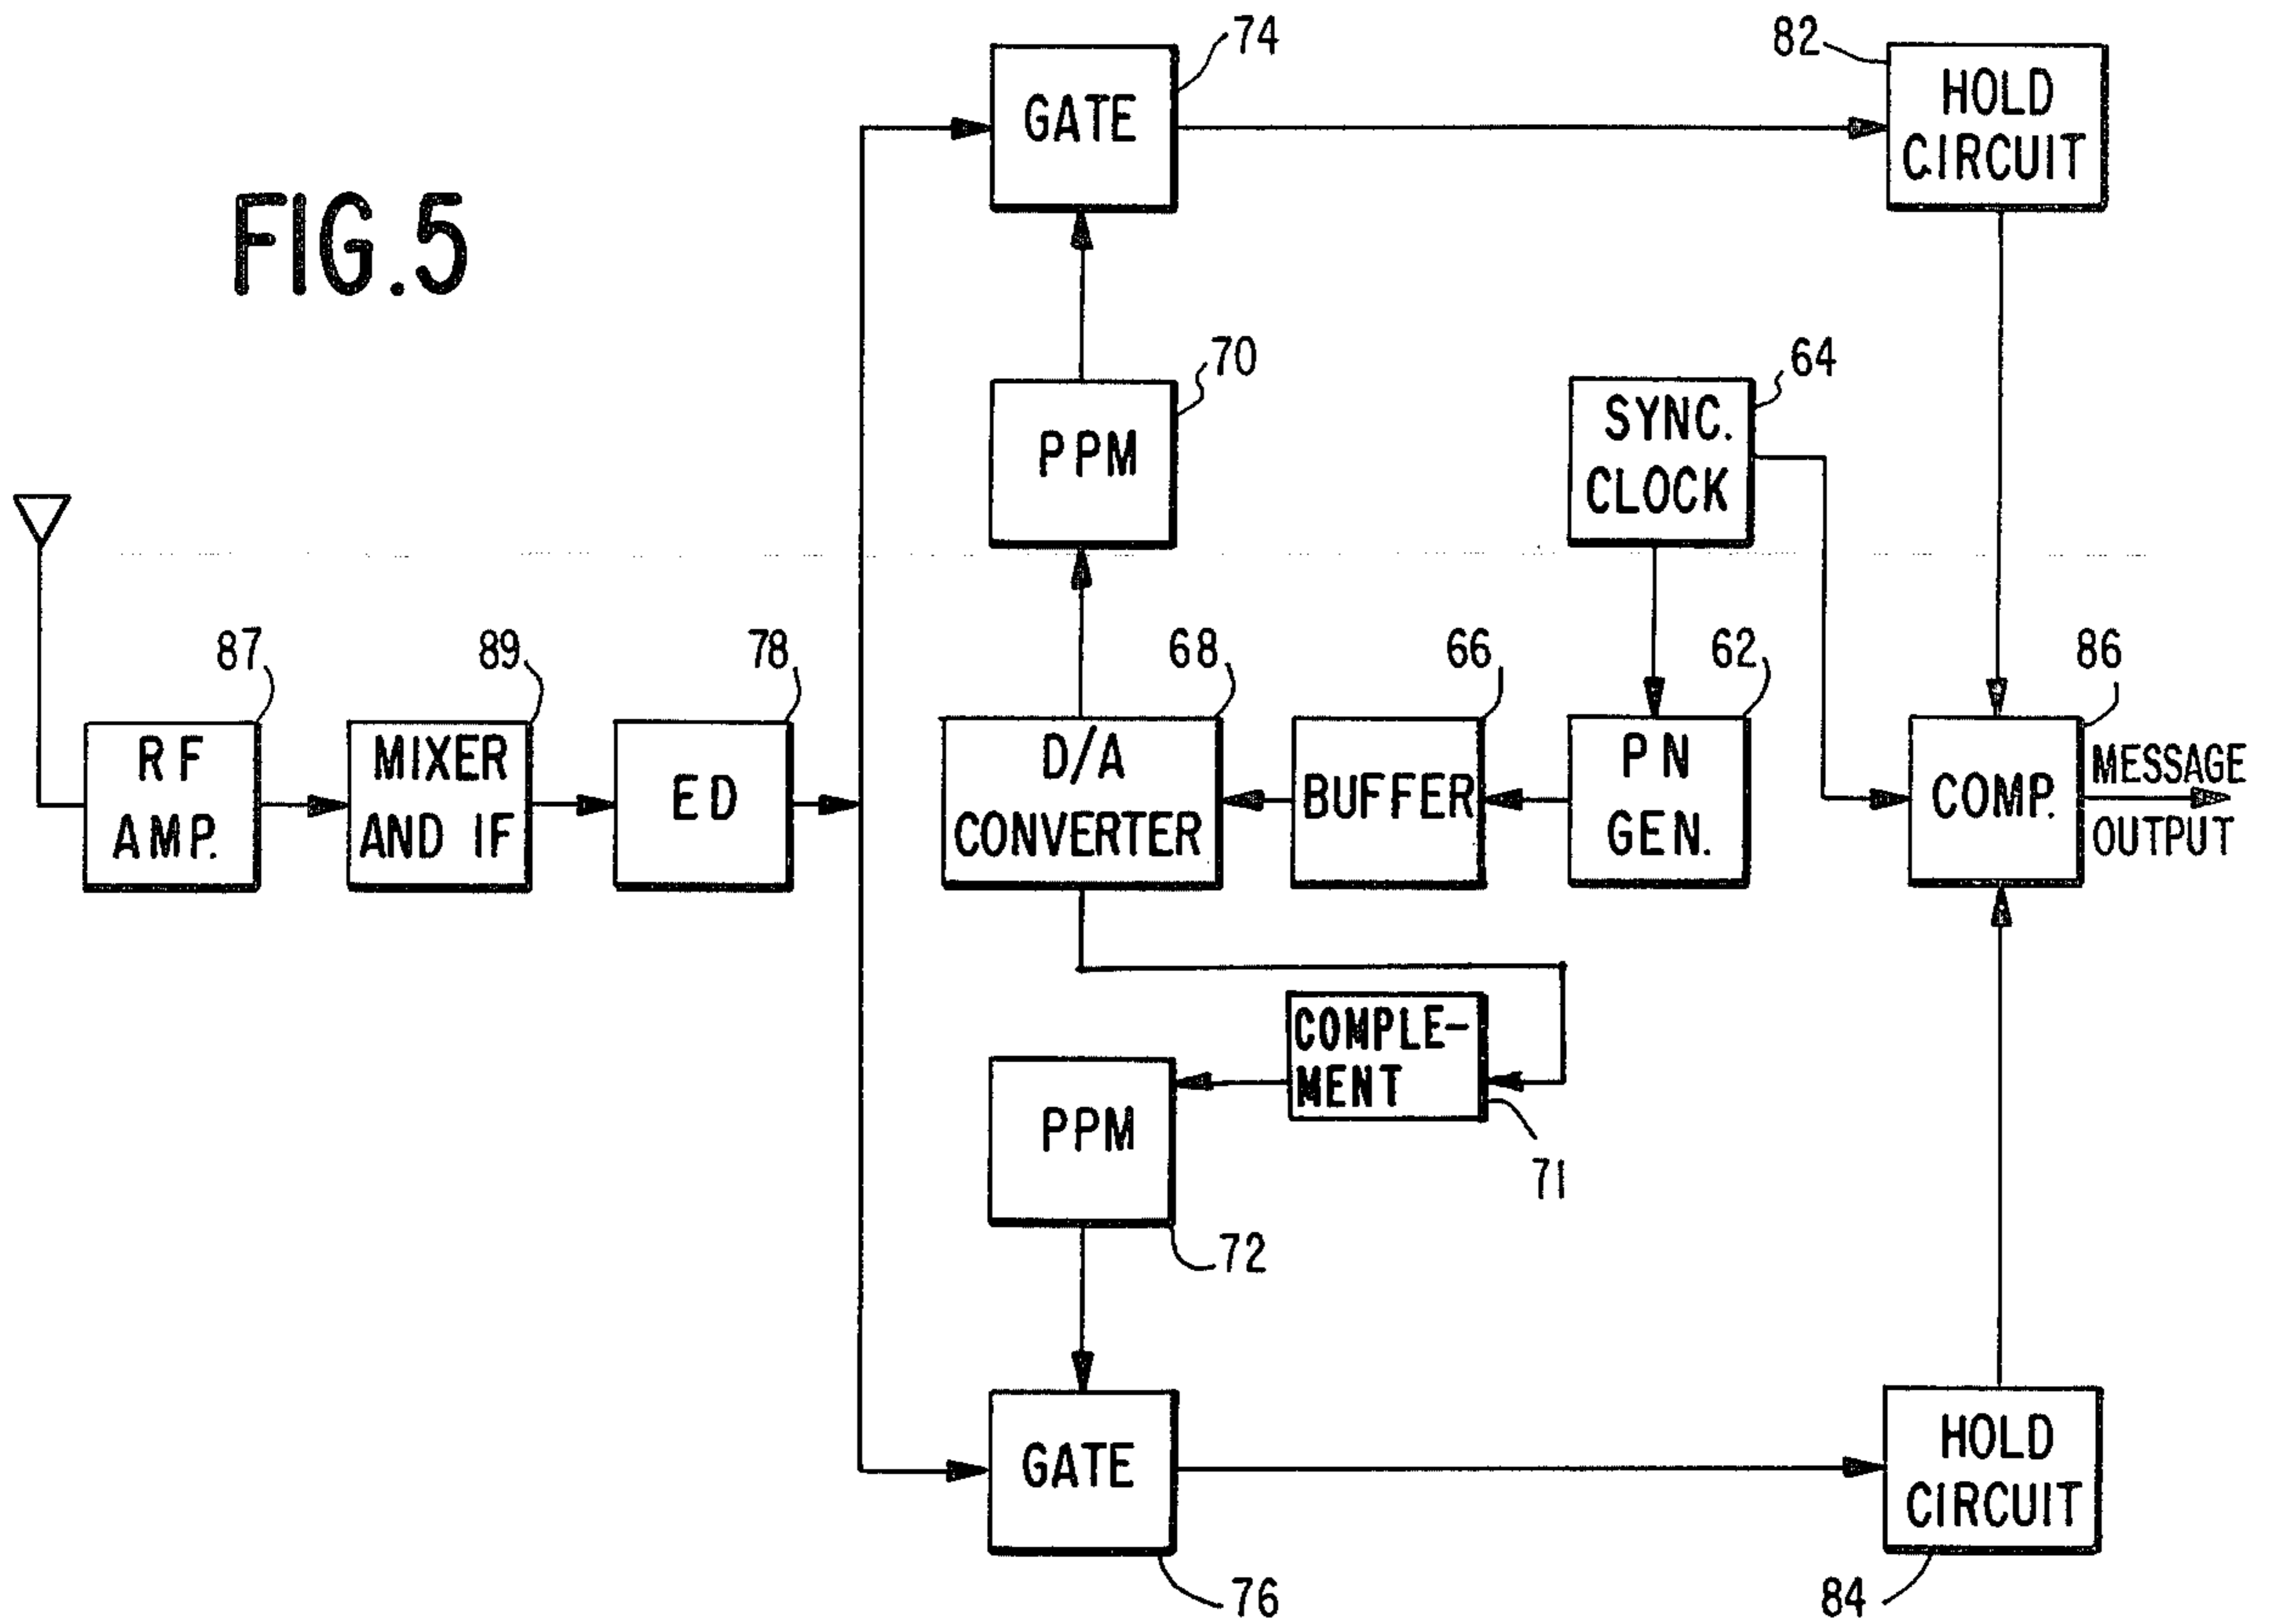 FIG.5
74
GATE
82
HOLD
CIRCUIT
70
PPM
64
SYNC.
CLOCK
87
RF
AMP.
89
MIXER
AND IF
78
ED
68
D/A
CONVERTER
66
BUFFER
62
PN
GEN.
86
COMP.
MESSAGE
OUTPUT
COMPLE-
MENT
71
PPM
72
GATE
76
HOLD
CIRCUIT
84